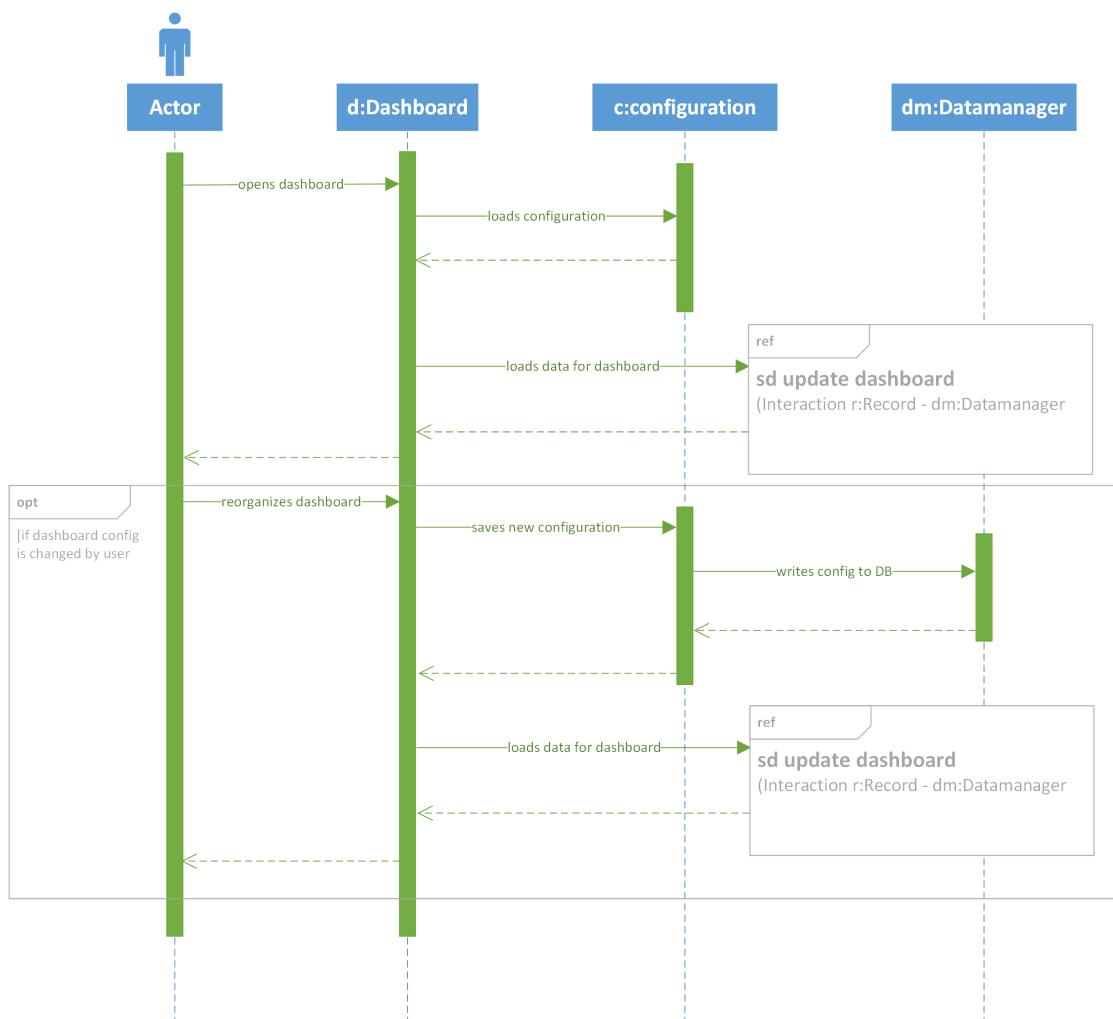 Actor
d:Dashboard
c:configuration
dm:Datamanager
opens dashboard
loads configuration
ref
loads data for dashboard
sd update dashboard
(Interaction r:Record - dm:Datamanager
opt
reorganizes dashboard
[if dashboard config
is changed by user
saves new configuration
writes config to DB
ref
loads data for dashboard
sd update dashboard
(Interaction r:Record - dm:Datamanager